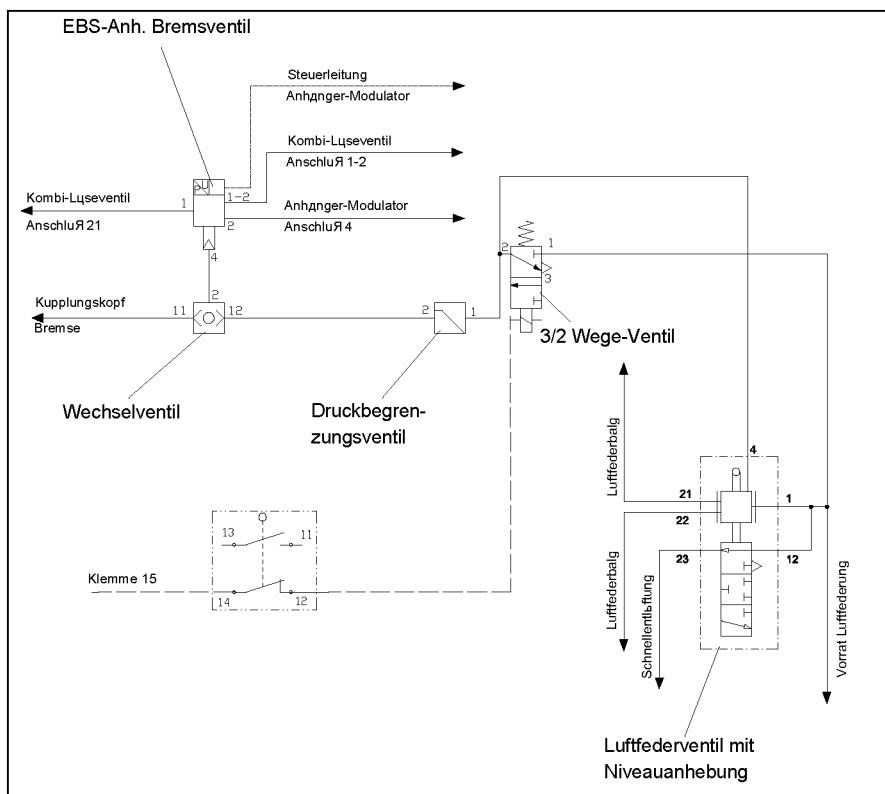 EBS-Anh. Bremsventil
Steuerleitung
Anhдnger-Modulator
Kombi-Lцseventil
AnschluЯ 1-2
pU
1-2
Kombi-Lцseventil
1
AnschluЯ 21
2
Anhдnger-Modulator
AnschluЯ 4
4
2
1
3
2
Kupplungskopf
11
12
Bremse
2
1
3/2 Wege-Ventil
Wechselventil
Druckbegren-
zungsventil
Luftfederbalg
4
21
1
22
13
11
23
12
Klemme 15
14
12
Luftfederbalg
Schnellentlьftung
Vorrat Luftfederung
Luftfederventil mit
Niveauanhebung